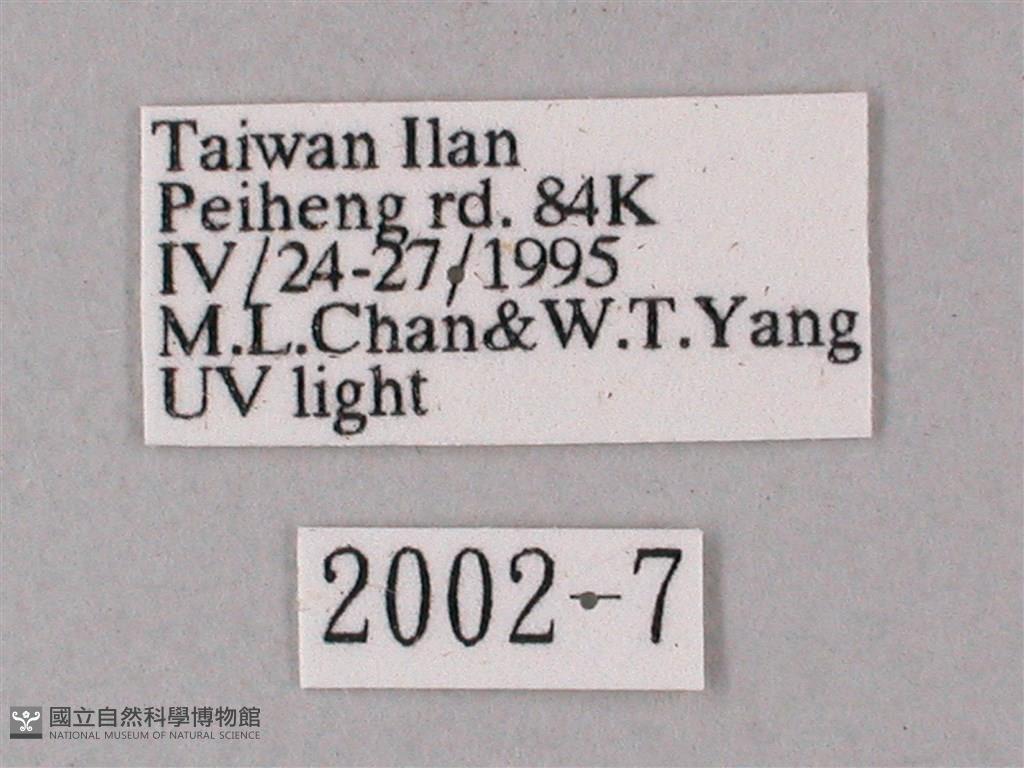 Taiwan Ilan
Peiheng rd. 84K
IV/24-27/1995
M.L.Chan&W.T.Yang
UV light
2002-7
國立自然科學博物館
NATIONAL MUSEUM OF NATURAL SCIENCE